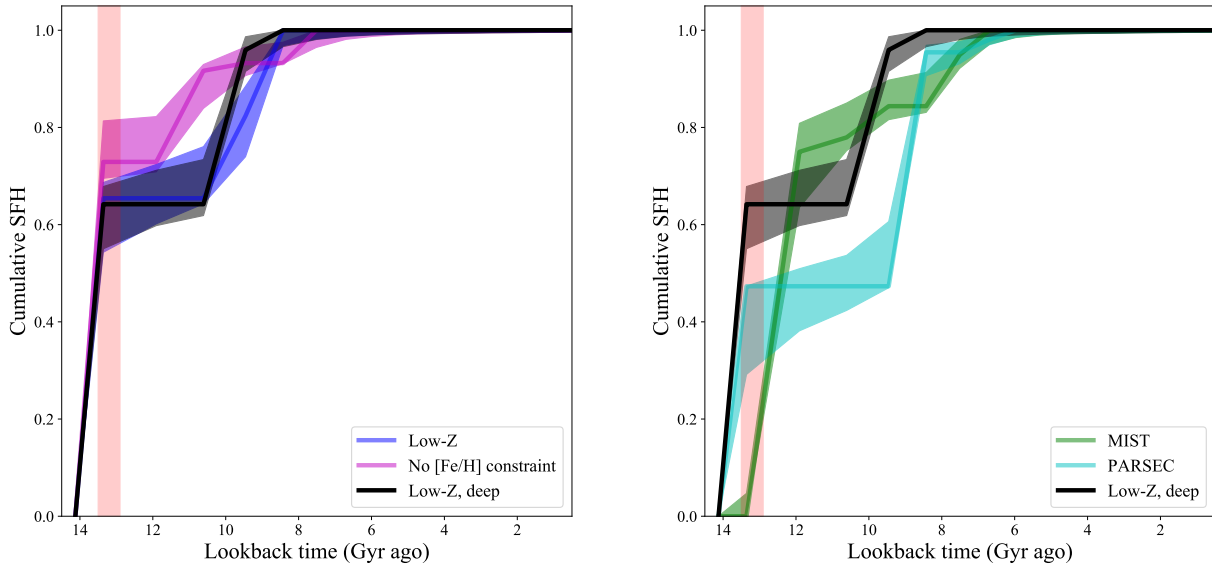 1.0
0.8
0.6
0.4
0.2
0.0
Cumulative SFH
14 12 10 8 6 4 2
Lookback time (Gyr ago)
Low-Z
No [Fe/H] constraint
Low-Z, deep
1.0
0.8
0.6
0.4
0.2
0.0
Cumulative SFH
14 12 10 8 6 4 2
Lookback time (Gyr ago)
MIST
PARSEC
Low-Z, deep